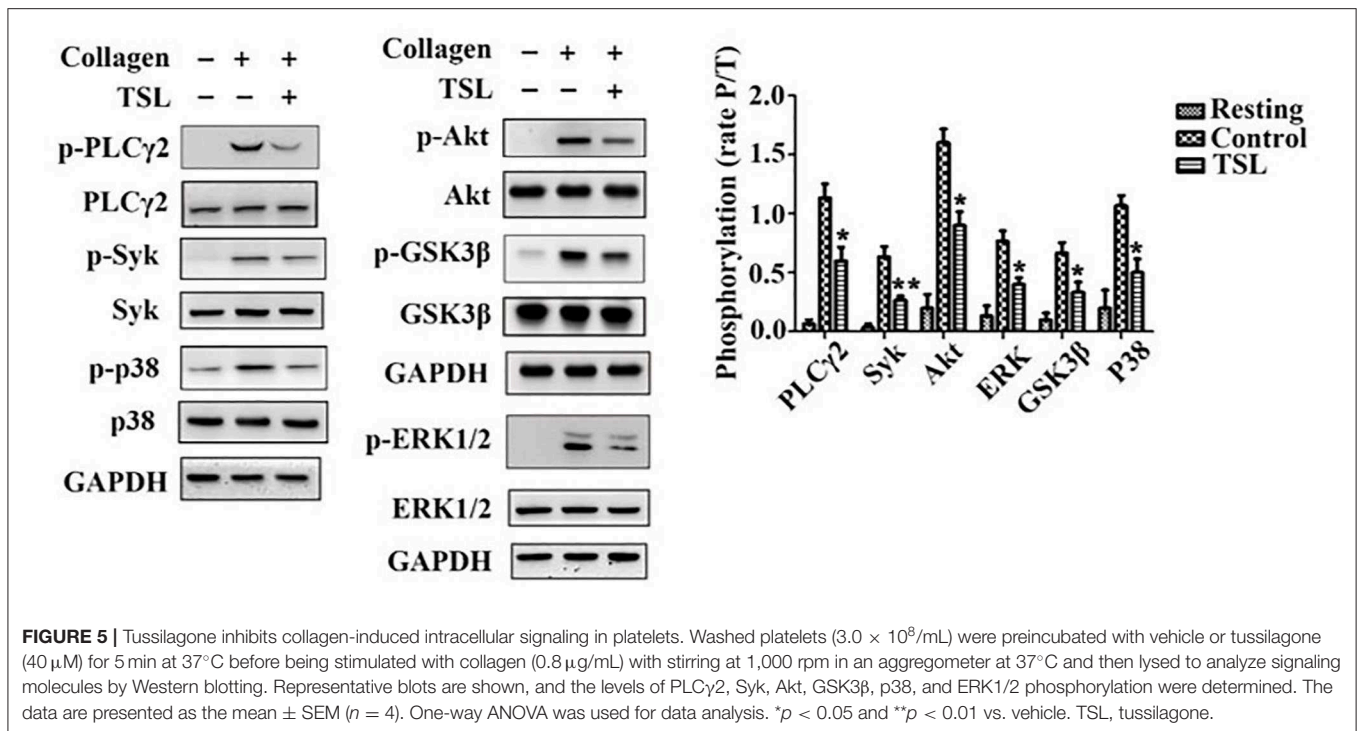 Collagen − + +
TSL − − +
p-PLCγ2
PLCγ2
p-Syk
Syk
p-p38
p38
GAPDH
Collagen − + +
TSL − − +
p-Akt
Akt
p-GSK3β
GSK3β
GAPDH
p-ERK1/2
ERK1/2
GAPDH
Phosphorylation (rate P/T)
2.0
1.5
1.0
0.5
0.0
*
**
*
*
*
*
PLCγ2
Syk
Akt
ERK
GSK3β
P38
Resting
Control
TSL
FIGURE 5 | Tussilagone inhibits collagen-induced intracellular signaling in platelets. Washed platelets (3.0 × 10⁸/mL) were preincubated with vehicle or tussilagone
(40 μM) for 5 min at 37°C before being stimulated with collagen (0.8 μg/mL) with stirring at 1,000 rpm in an aggregometer at 37°C and then lysed to analyze signaling
molecules by Western blotting. Representative blots are shown, and the levels of PLCγ2, Syk, Akt, GSK3β, p38, and ERK1/2 phosphorylation were determined. The
data are presented as the mean ± SEM (n = 4). One-way ANOVA was used for data analysis. *p < 0.05 and **p < 0.01 vs. vehicle. TSL, tussilagone.